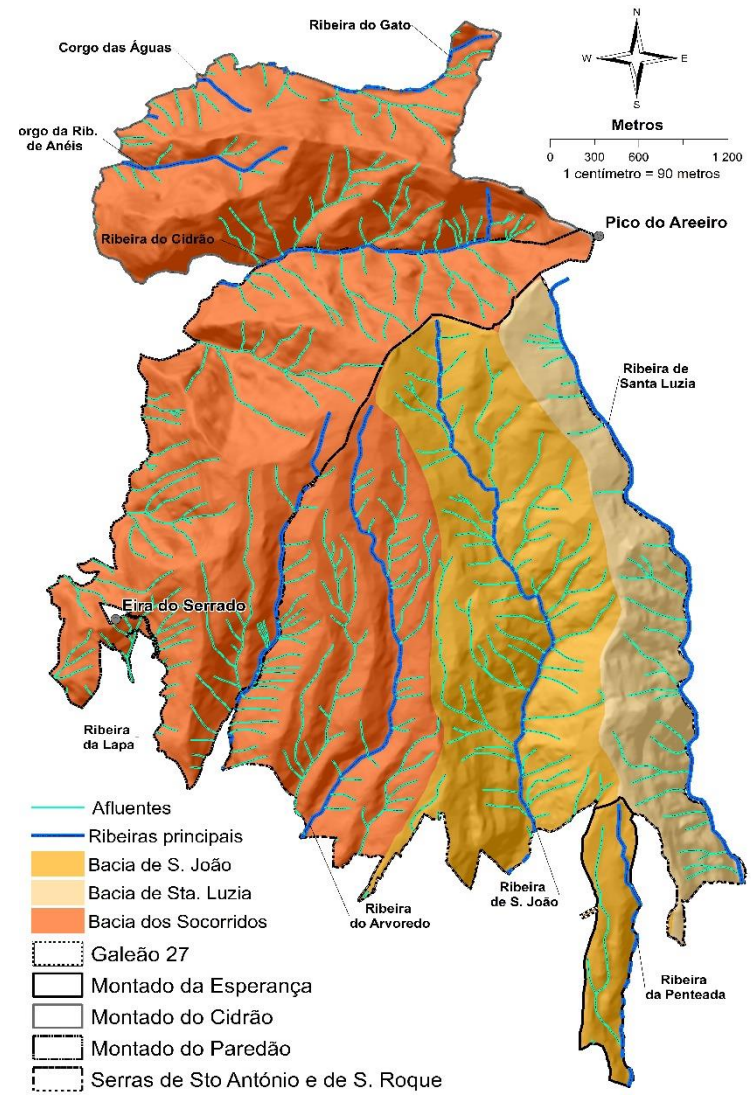 Ribeira do Gato
Corgo das Águas
orgo da Rib.
de Anéis
N
W E
S
Metros
0 300 600 1 200
1 centímetro = 90 metros
Pico do Areeiro
Ribeira do Cidrão
Ribeira de
Santa Luzia
Eira do Serrado
Ribeira
da Lapa
Afluentes
Ribeiras principais
Bacia de S. João
Bacia de Sta. Luzia
Bacia dos Socorridos
Galeão 27
Montado da Esperança
Montado do Cidrão
Montado do Paredão
Serras de Sto António e de S. Roque
Ribeira
do Arvoredo
Ribeira
de S. João
Ribeira
da Penteada